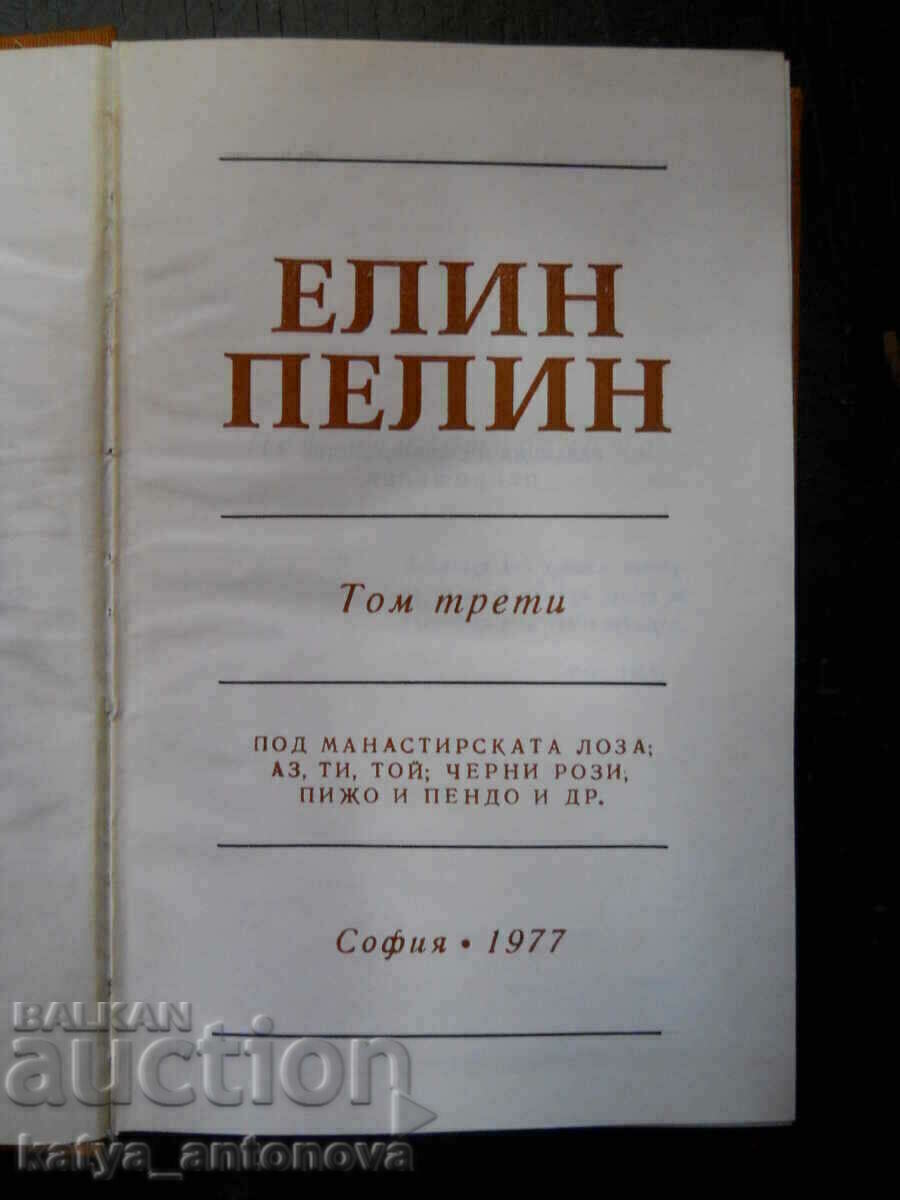 ЕЛИН
ПЕЛИН
Том трети
ПОД МАНАСТИРСКАТА ЛОЗА;
АЗ, ТИ, ТОЙ; ЧЕРНИ РОЗИ;
ПИЖО И ПЕНДО И ДР.
София • 1977
BALKAN
auction
katya_antonova